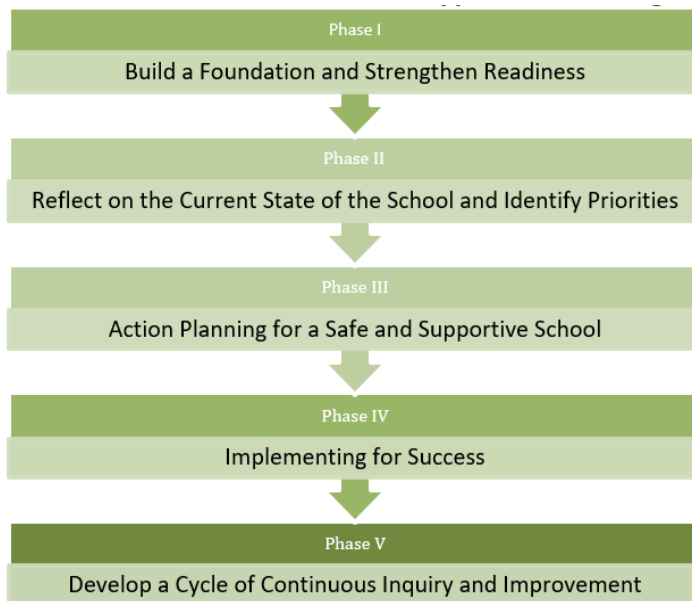 Phase I
Build a Foundation and Strengthen Readiness
Phase II
Reflect on the Current State of the School and Identify Priorities
Phase III
Action Planning for a Safe and Supportive School
Phase IV
Implementing for Success
Phase V
Develop a Cycle of Continuous Inquiry and Improvement